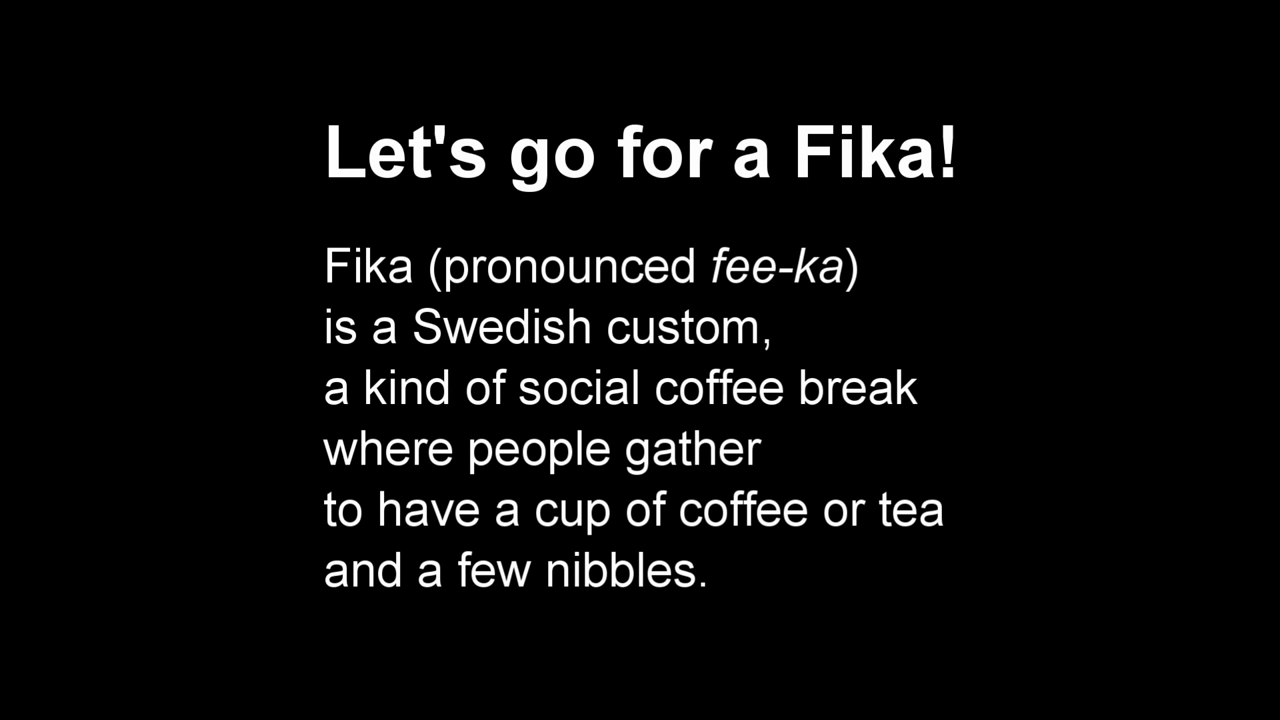 Let's go for a Fika!
Fika (pronounced fee-ka)
is a Swedish custom,
a kind of social coffee break
where people gather
to have a cup of coffee or tea
and a few nibbles.